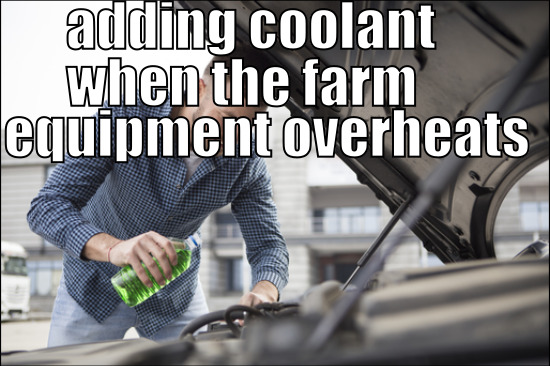 adding coolant
when the farm
equipment overheats